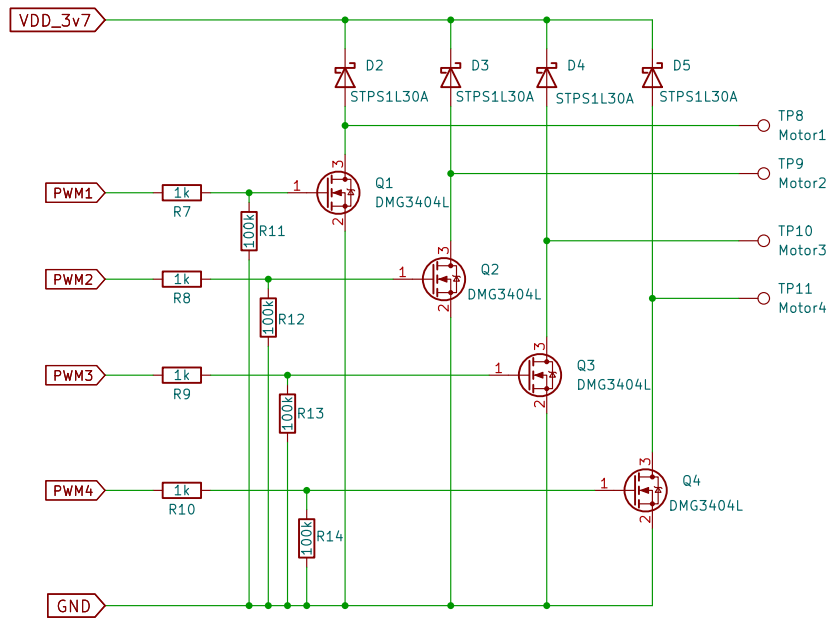 VDD_3v7
D2
D3
D4
D5
STPS1L30A
STPS1L30A
STPS1L30A
STPS1L30A
TP8
Motor1
TP9
Motor2
TP10
Motor3
TP11
Motor4
PWM1
1k
R7
100k
R11
1
3
2
Q1
DMG3404L
PWM2
1k
R8
100k
R12
1
3
2
Q2
DMG3404L
PWM3
1k
R9
100k
R13
1
3
2
Q3
DMG3404L
PWM4
1k
R10
100k
R14
1
3
2
Q4
DMG3404L
GND